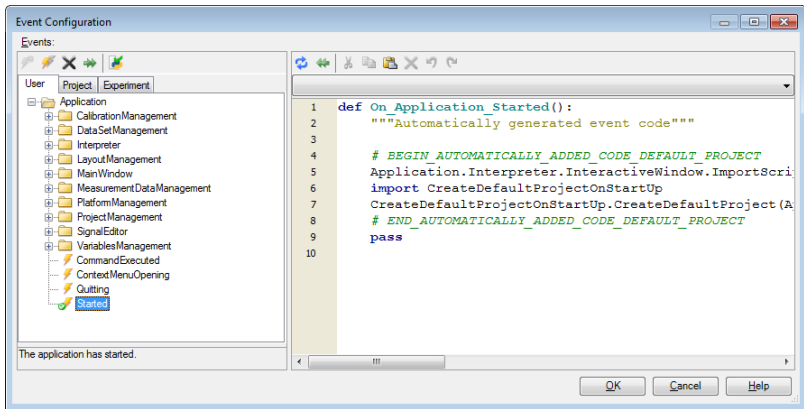 Event Configuration
Events:
User Project Experiment
Application
CalibrationManagement
DataSetManagement
Interpreter
LayoutManagement
MainWindow
MeasurementDataManagement
PlatformManagement
ProjectManagement
SignalEditor
VariablesManagement
CommandExecuted
ContextMenuOpening
Quitting
Started
The application has started.
1 def On_Application_Started():
2 """Automatically generated event code"""
3
4 # BEGIN_AUTOMATICALLY_ADDED_CODE_DEFAULT_PROJECT
5 Application.Interpreter.InteractiveWindow.ImportScri
6 import CreateDefaultProjectOnStartUp
7 CreateDefaultProjectOnStartUp.CreateDefaultProject(A
8 # END_AUTOMATICALLY_ADDED_CODE_DEFAULT_PROJECT
9 pass
10
OK Cancel Help